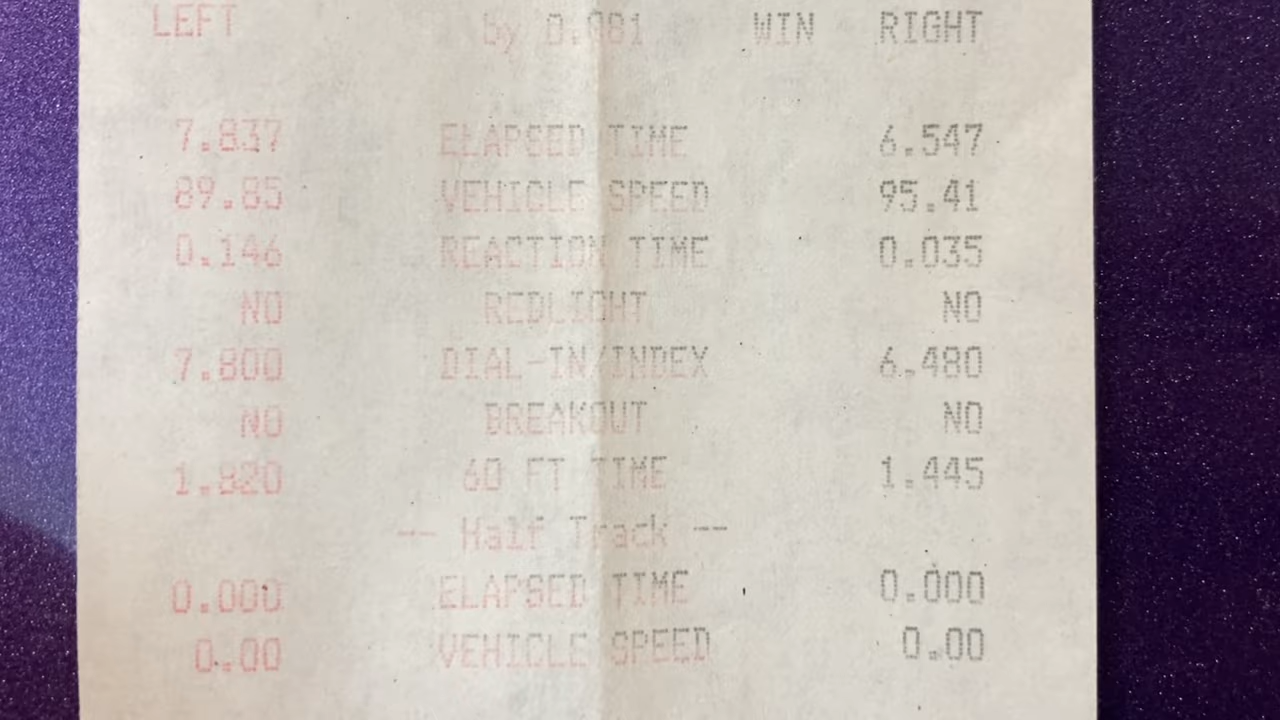 LEFT by 0.081 WIN RIGHT
7.837 ELAPSED TIME 6.547
89.85 VEHICLE SPEED 95.41
0.146 REACTION TIME 0.035
NO REDLIGHT NO
7.800 DIAL-IN/INDEX 6.480
NO BREAKOUT NO
1.820 60 FT TIME 1.445
-- Half Track --
0.000 ELAPSED TIME 0.000
0.00 VEHICLE SPEED 0.00